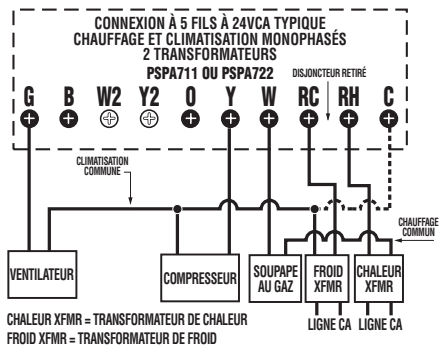 CONNEXION À 5 FILS À 24VCA TYPIQUE
CHAUFFAGE ET CLIMATISATION MONOPHASÉS
2 TRANSFORMATEURS
PSPA711 OU PSPA722
DISJONCTEUR RETIRÉ
G B W2 Y2 O Y W RC RH C
CLIMATISATION
COMMUNE
CHAUFFAGE
COMMUN
VENTILATEUR
COMPRESSEUR
SOUPAPE
AU GAZ
FROID
XFMR
CHALEUR
XFMR
LIGNE CA LIGNE CA
CHALEUR XFMR = TRANSFORMATEUR DE CHALEUR
FROID XFMR = TRANSFORMATEUR DE FROID